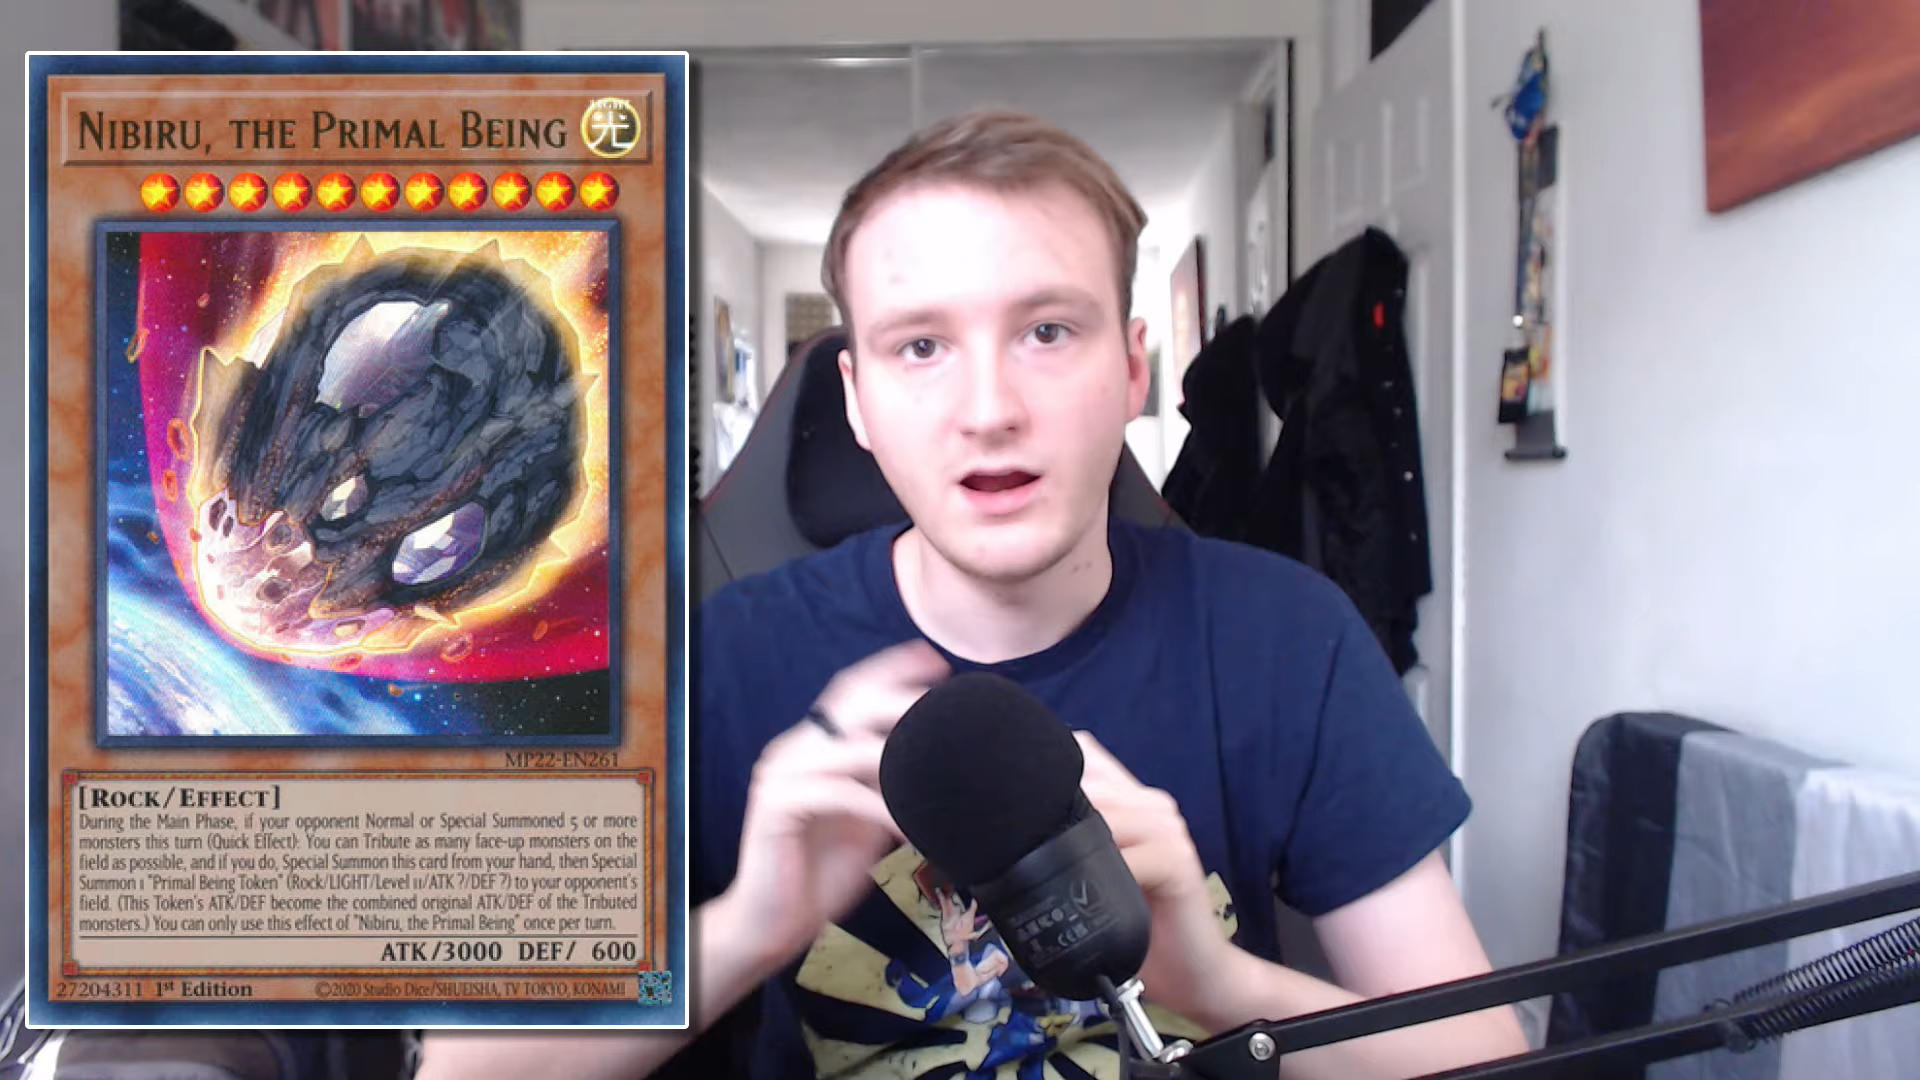 NIBIRU, THE PRIMAL BEING
LIGHT
光
MP22-EN261
[ROCK/EFFECT]
During the Main Phase, if your opponent Normal or Special Summoned 5 or more
monsters this turn (Quick Effect): You can Tribute as many face-up monsters on the
field as possible, and if you do, Special Summon this card from your hand, then Special
Summon 1 "Primal Being Token" (Rock/LIGHT/Level 11/ATK ?/DEF ?) to your opponent's
field. (This Token's ATK/DEF become the combined original ATK/DEF of the Tributed
monsters.) You can only use this effect of "Nibiru, the Primal Being" once per turn.
ATK/3000 DEF/ 600
27204311 1st Edition ©2020 Studio Dice/SHUEISHA, TV TOKYO, KONAMI